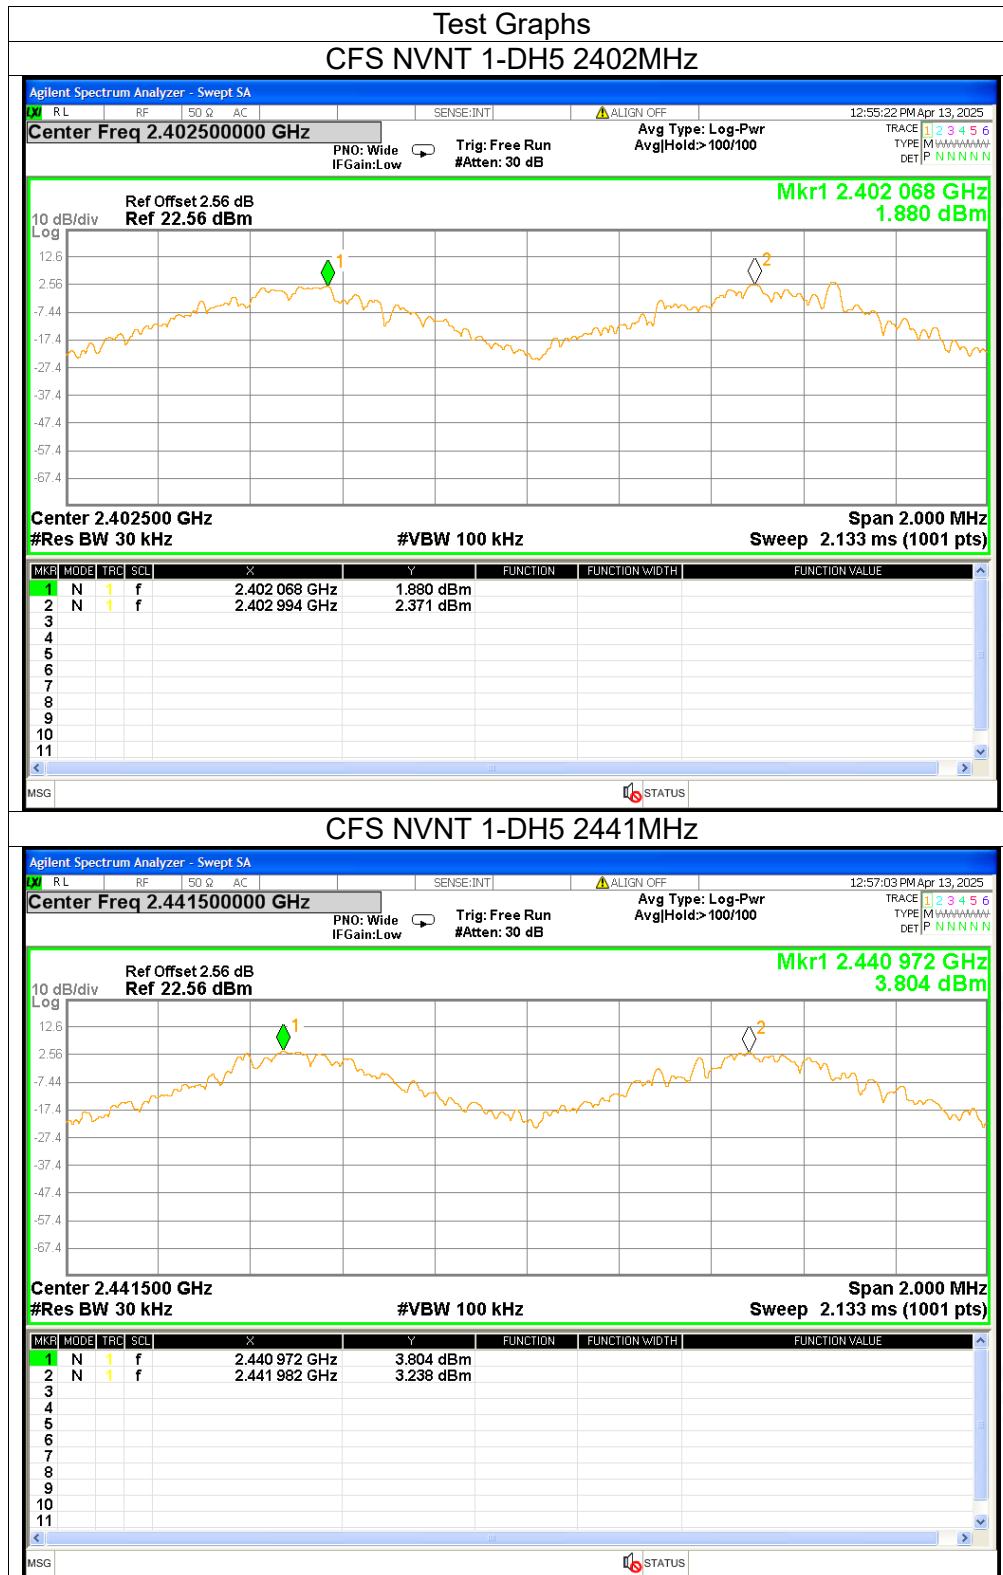 Test Graphs
CFS NVNT 1-DH5 2402MHz
Agilent Spectrum Analyzer - Swept SA
LXI RL RF 50 Ω AC SENSE:INT ALIGN OFF 12:55:22 PM Apr 13, 2025
Center Freq 2.402500000 GHz Avg Type: Log-Pwr TRACE 1 2 3 4 5 6
PNO: Wide Trig: Free Run Avg|Hold:>100/100 TYPE M WWWWW
IFGain:Low #Atten: 30 dB DET P N N N N N
Mkr1 2.402 068 GHz
Ref Offset 2.56 dB
10 dB/div Ref 22.56 dBm 1.880 dBm
Log
12.6
1 2
2.56
-7.44
-17.4
-27.4
-37.4
-47.4
-57.4
-67.4
Center 2.402500 GHz Span 2.000 MHz
#Res BW 30 kHz #VBW 100 kHz Sweep 2.133 ms (1001 pts)
MKR MODE TRC SCL X Y FUNCTION FUNCTION WIDTH FUNCTION VALUE
1 N 1 f 2.402 068 GHz 1.880 dBm
2 N 1 f 2.402 994 GHz 2.371 dBm
3
4
5
6
7
8
9
10
11
MSG STATUS
CFS NVNT 1-DH5 2441MHz
Agilent Spectrum Analyzer - Swept SA
LXI RL RF 50 Ω AC SENSE:INT ALIGN OFF 12:57:03 PM Apr 13, 2025
Center Freq 2.441500000 GHz Avg Type: Log-Pwr TRACE 1 2 3 4 5 6
PNO: Wide Trig: Free Run Avg|Hold:>100/100 TYPE M WWWWW
IFGain:Low #Atten: 30 dB DET P N N N N N
Mkr1 2.440 972 GHz
Ref Offset 2.56 dB
10 dB/div Ref 22.56 dBm 3.804 dBm
Log
12.6
1 2
2.56
-7.44
-17.4
-27.4
-37.4
-47.4
-57.4
-67.4
Center 2.441500 GHz Span 2.000 MHz
#Res BW 30 kHz #VBW 100 kHz Sweep 2.133 ms (1001 pts)
MKR MODE TRC SCL X Y FUNCTION FUNCTION WIDTH FUNCTION VALUE
1 N 1 f 2.440 972 GHz 3.804 dBm
2 N 1 f 2.441 982 GHz 3.238 dBm
3
4
5
6
7
8
9
10
11
MSG STATUS